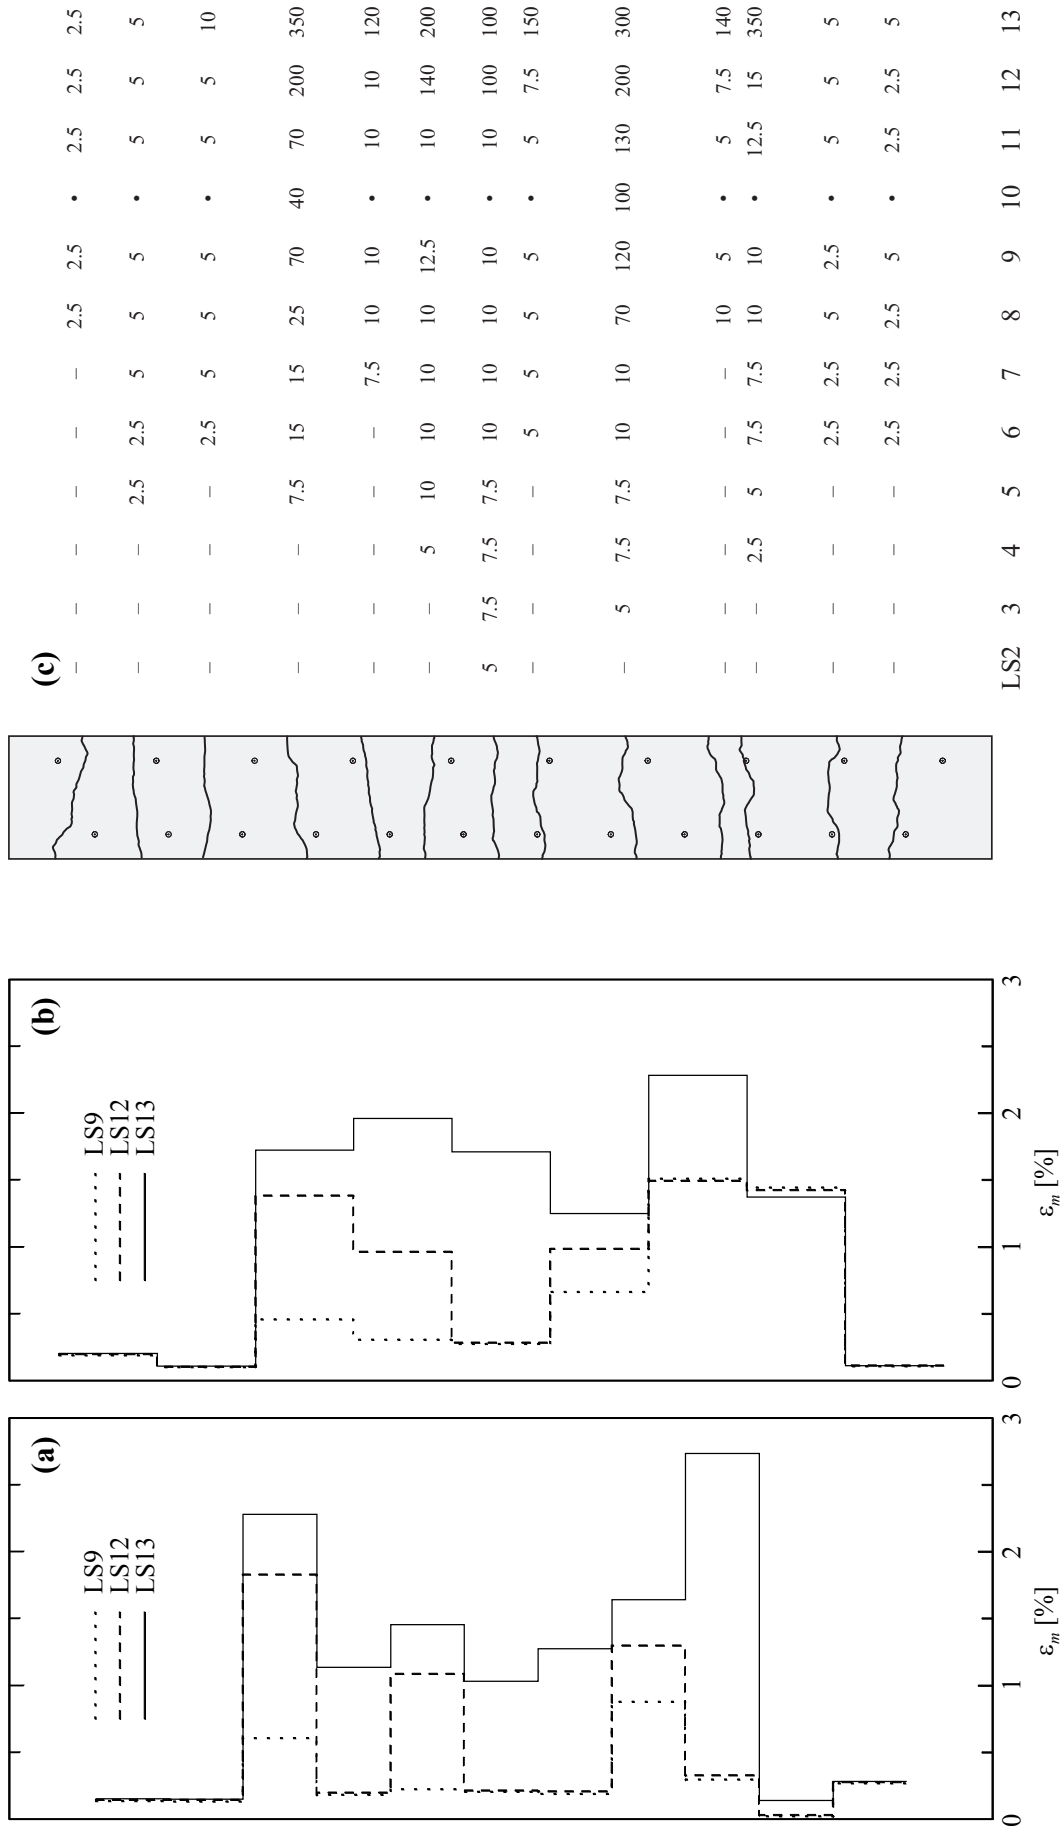 (a)
LS9
LS12
LS13
0 1 2 3
ε_m [%]
(b)
LS9
LS12
LS13
0 1 2 3
ε_m [%]
(c)
– – – – – – 2.5 2.5 • 2.5 2.5 2.5
– – – 2.5 2.5 5 5 5 • 5 5 5
– – – – 2.5 5 5 5 • 5 5 10
– – – 7.5 15 15 25 70 40 70 200 350
– – – – – 7.5 10 10 • 10 10 120
– – 5 10 10 10 10 12.5 • 10 140 200
5 7.5 7.5 7.5 10 10 10 10 • 10 100 100
– – – – 5 5 5 5 • 5 7.5 150
– 5 7.5 7.5 10 10 70 120 100 130 200 300
– – – – – – 10 5 • 5 7.5 140
– – 2.5 5 7.5 7.5 10 10 • 12.5 15 350
– – – – 2.5 2.5 5 2.5 • 5 5 5
– – – – 2.5 2.5 2.5 5 • 2.5 2.5 5
LS2 3 4 5 6 7 8 9 10 11 12 13